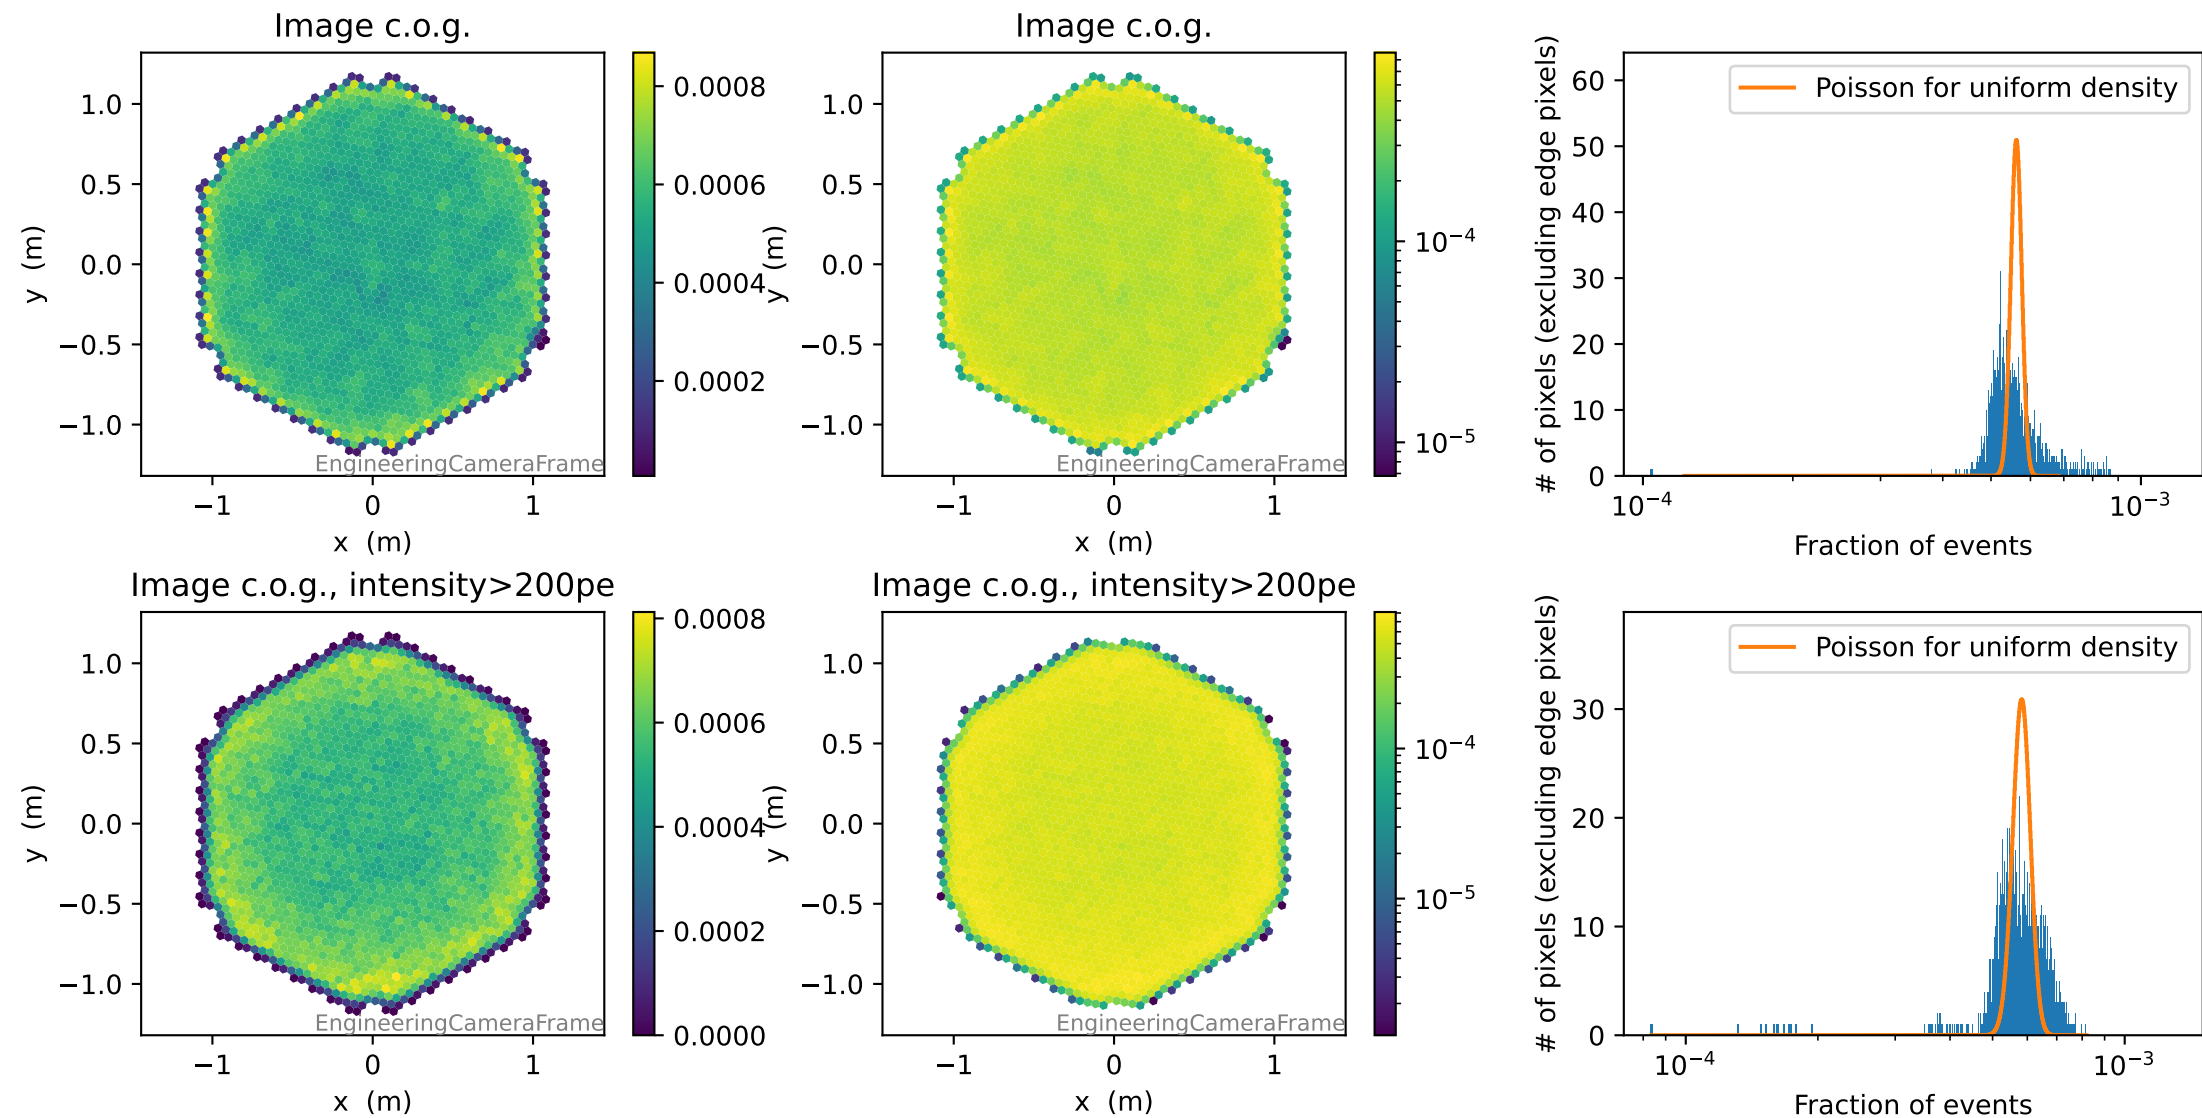 Image c.o.g.
1.0
0.5
0.0
−0.5
−1.0
y (m)
−1
0
1
x (m)
EngineeringCameraFrame
0.0008
0.0006
0.0004
0.0002
Image c.o.g.
1.0
0.5
0.0
−0.5
−1.0
y (m)
−1
0
1
x (m)
EngineeringCameraFrame
10⁻⁴
10⁻⁵
Poisson for uniform density
60
50
40
30
20
10
0
# of pixels (excluding edge pixels)
10⁻⁴
10⁻³
Fraction of events
Image c.o.g., intensity>200pe
1.0
0.5
0.0
−0.5
−1.0
y (m)
−1
0
1
x (m)
EngineeringCameraFrame
0.0008
0.0006
0.0004
0.0002
0.0000
Image c.o.g., intensity>200pe
1.0
0.5
0.0
−0.5
−1.0
y (m)
−1
0
1
x (m)
EngineeringCameraFrame
10⁻⁴
10⁻⁵
Poisson for uniform density
30
20
10
0
# of pixels (excluding edge pixels)
10⁻⁴
10⁻³
Fraction of events